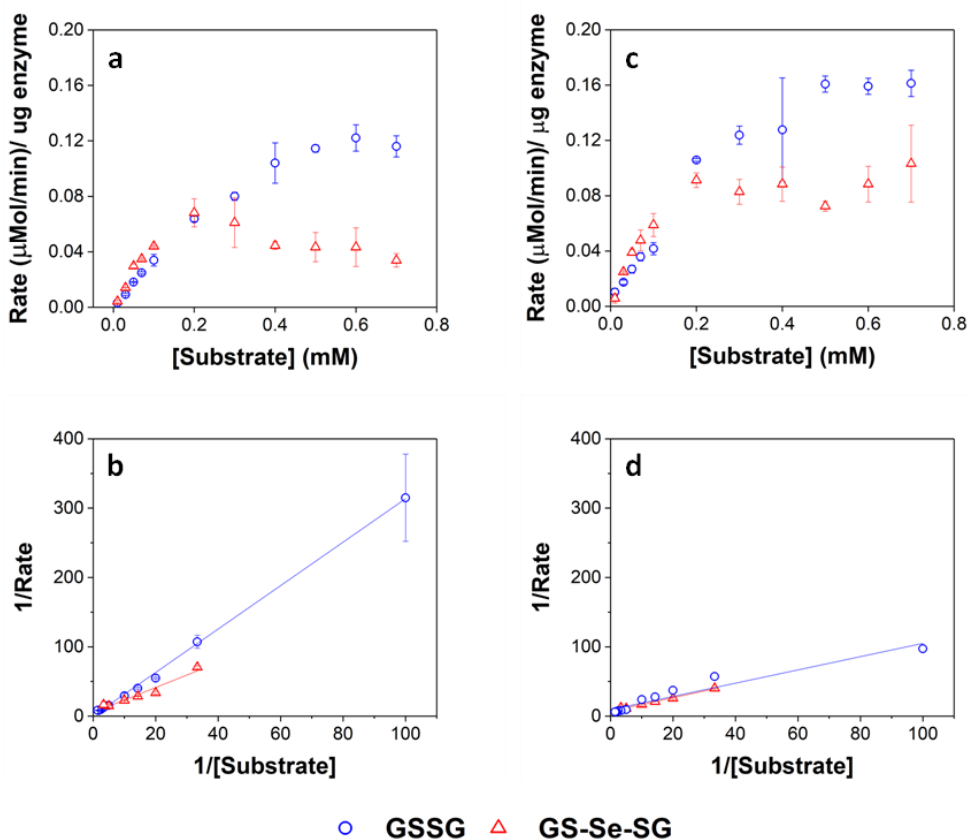 a
Rate (μMol/min)/ ug enzyme
0.20
0.16
0.12
0.08
0.04
0.00
0.0 0.2 0.4 0.6 0.8
[Substrate] (mM)
c
Rate (μMol/min)/ μg enzyme
0.20
0.16
0.12
0.08
0.04
0.00
0.0 0.2 0.4 0.6 0.8
[Substrate] (mM)
b
1/Rate
400
300
200
100
0
0 20 40 60 80 100
1/[Substrate]
d
1/Rate
400
300
200
100
0
0 20 40 60 80 100
1/[Substrate]
GSSG GS-Se-SG